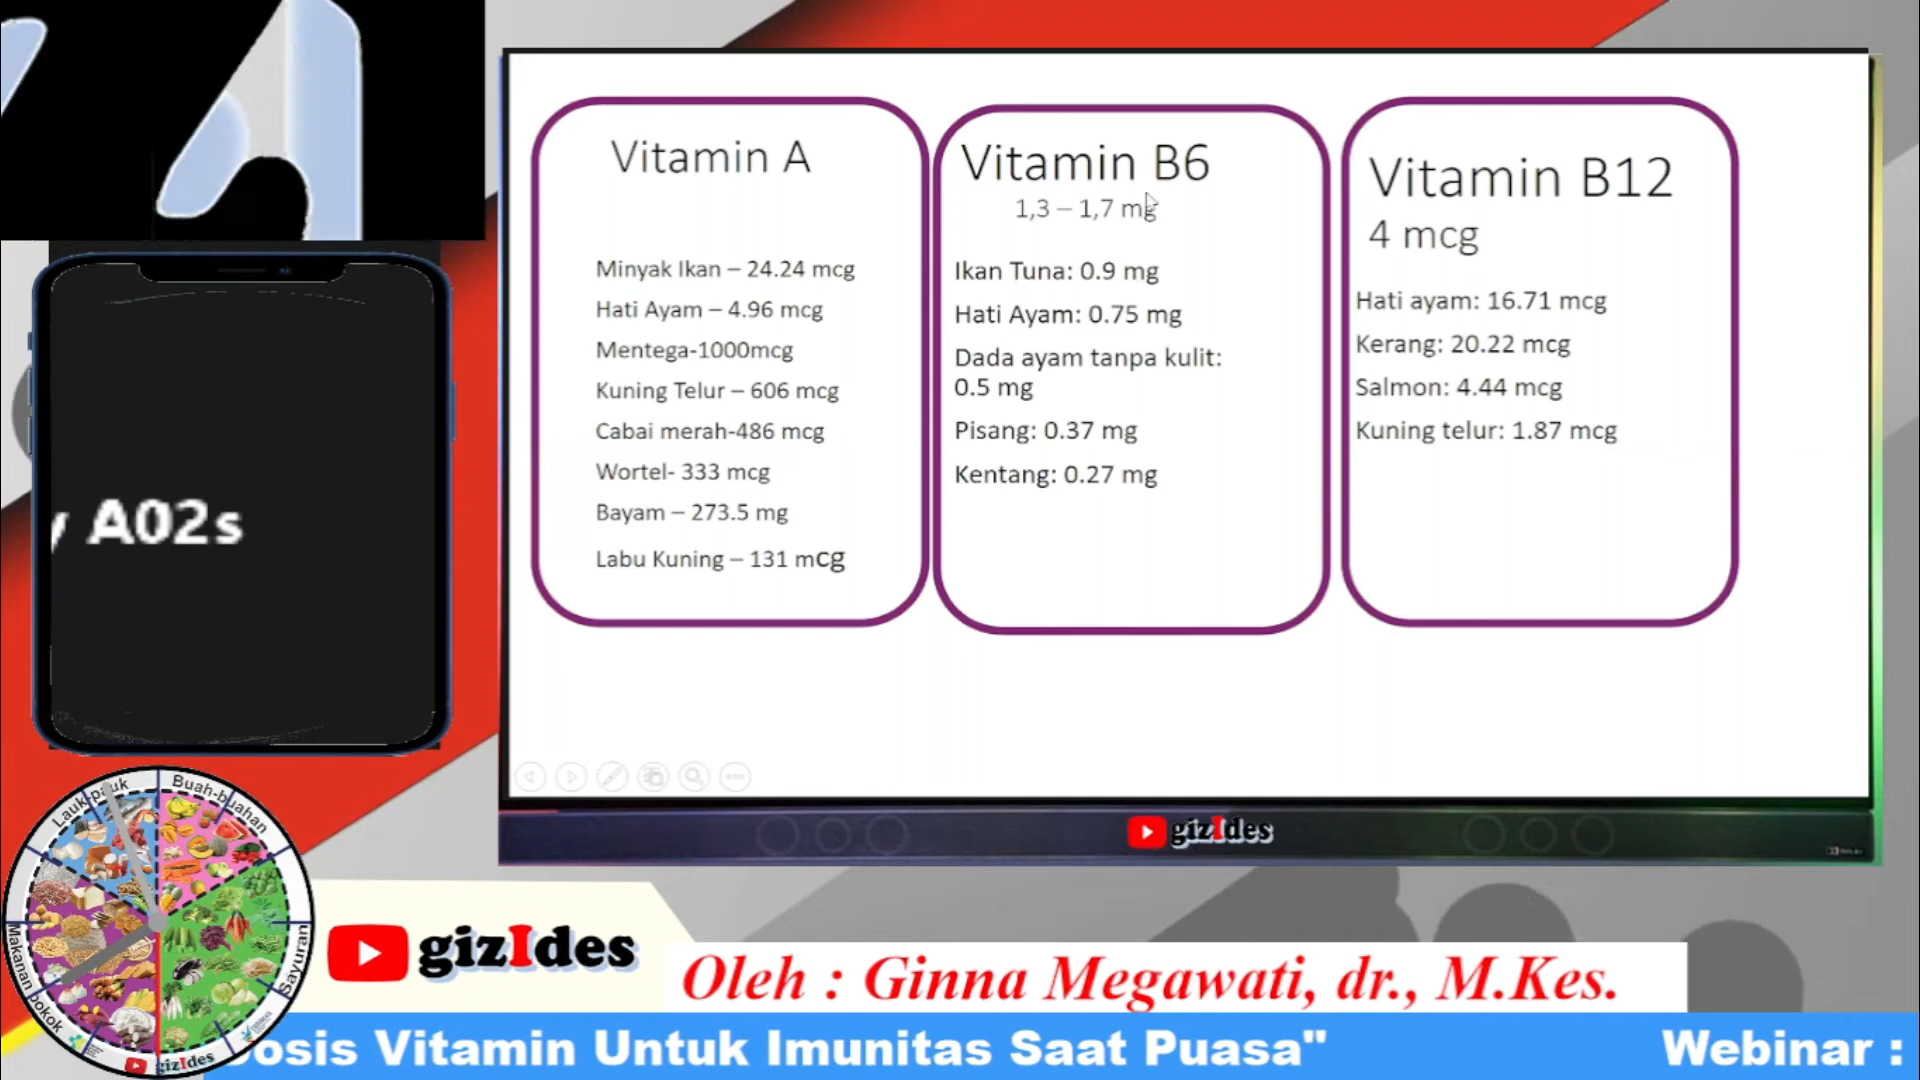 Vitamin A
Minyak Ikan – 24.24 mcg
Hati Ayam – 4.96 mcg
Mentega-1000mcg
Kuning Telur – 606 mcg
Cabai merah-486 mcg
Wortel- 333 mcg
Bayam – 273.5 mg
Labu Kuning – 131 mcg
Vitamin B6
1,3 – 1,7 mg
Ikan Tuna: 0.9 mg
Hati Ayam: 0.75 mg
Dada ayam tanpa kulit:
0.5 mg
Pisang: 0.37 mg
Kentang: 0.27 mg
Vitamin B12
4 mcg
Hati ayam: 16.71 mcg
Kerang: 20.22 mcg
Salmon: 4.44 mcg
Kuning telur: 1.87 mcg
A02s
gizIdes
Lauk-pauk
Buah-buahan
Makanan pokok
Sayuran
gizIdes
gizIdes
Oleh : Ginna Megawati, dr., M.Kes.
osis Vitamin Untuk Imunitas Saat Puasa"
Webinar :